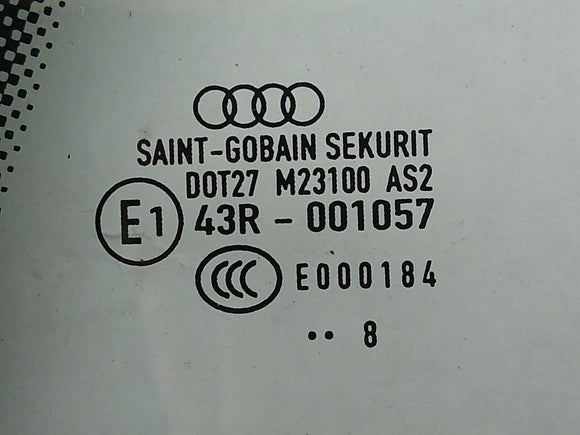 SAINT-GOBAIN SEKURIT
DOT27 M23100 AS2
E1 43R - 001057
CCC E000184
•• 8